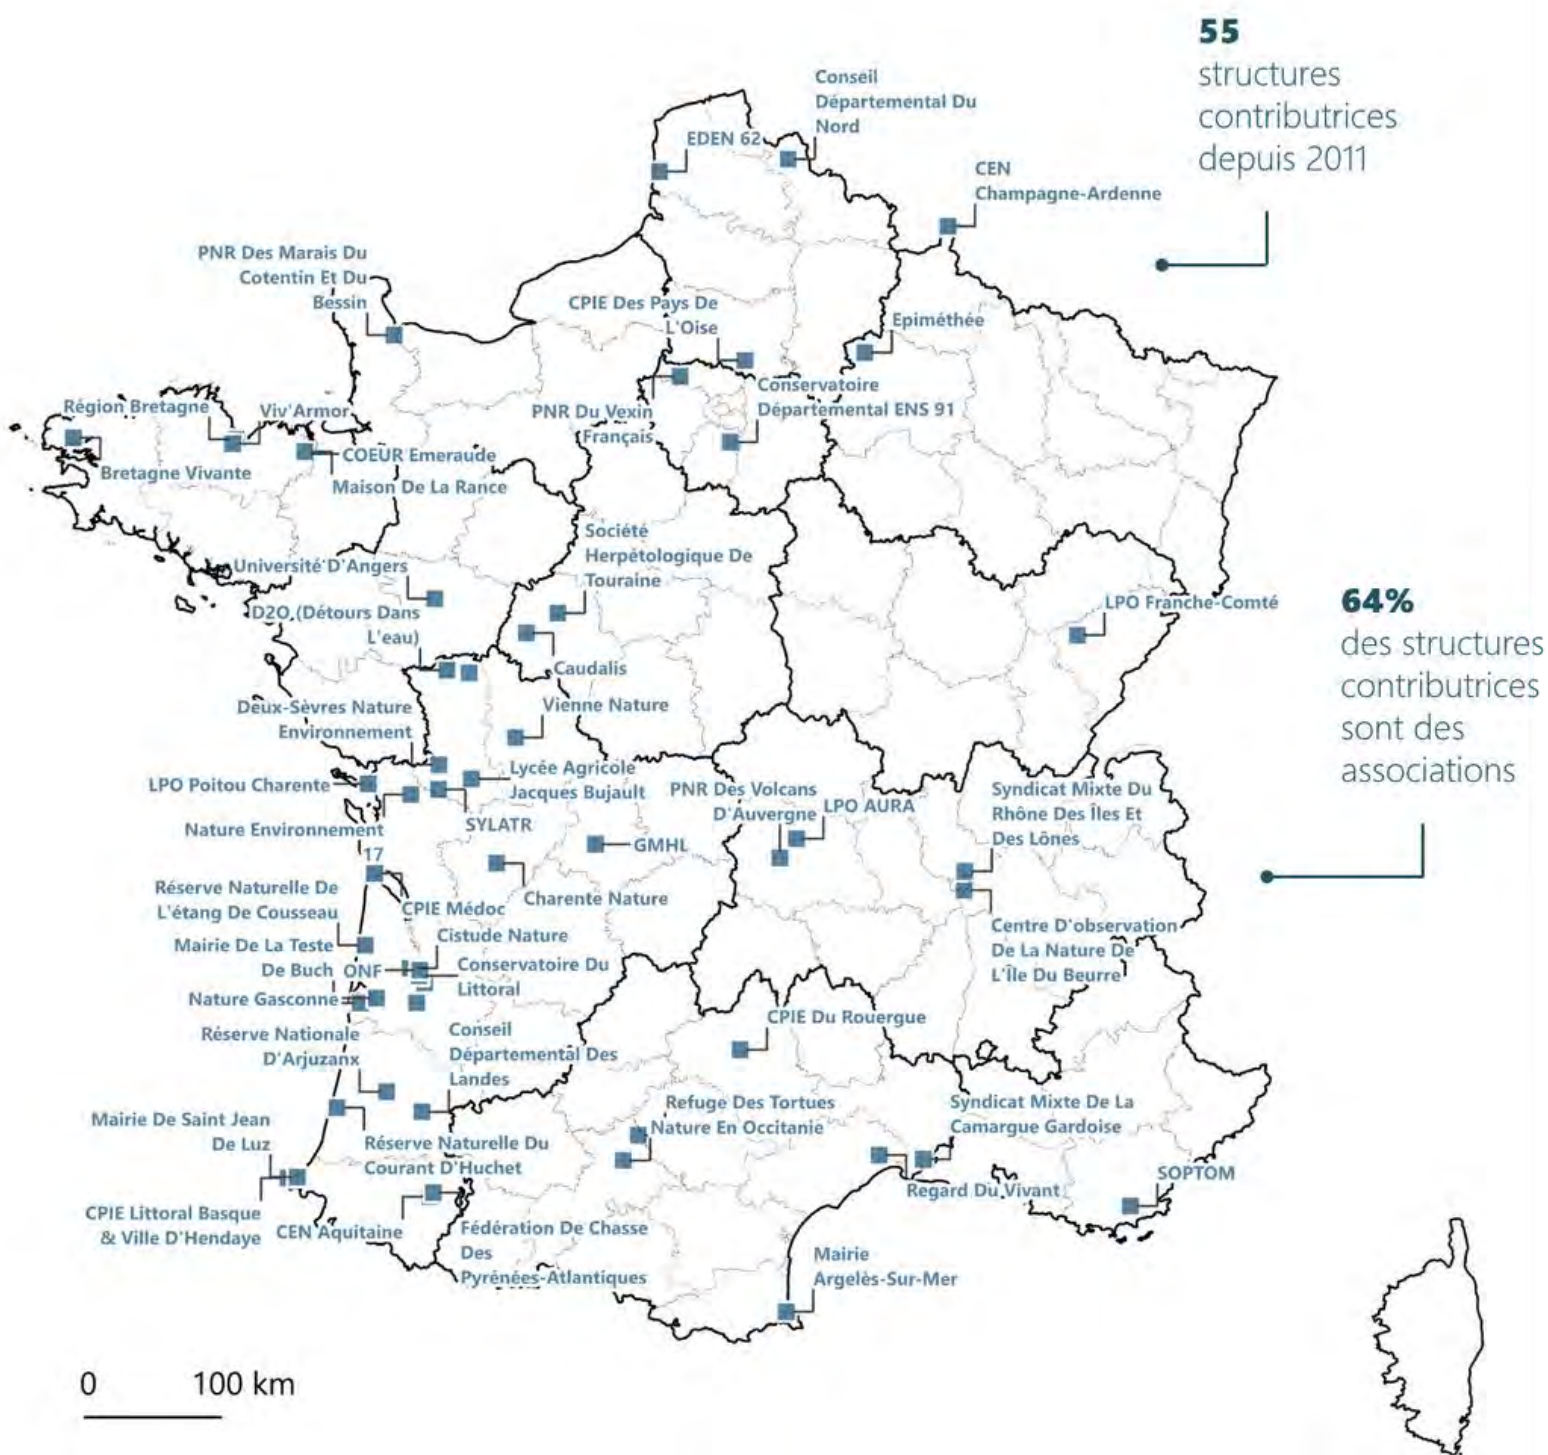 55
structures
contributrices
depuis 2011
Conseil
Départemental Du
Nord
EDEN 62
CEN
Champagne-Ardenne
PNR Des Marais Du
Cotentin Et Du
Bessin
CPIE Des Pays De
L'Oise
Epiméthée
Conservatoire
Départemental ENS 91
PNR Du Vexin
Français
Région Bretagne
Viv'Armor
COEUR Emeraude
Bretagne Vivante
Maison De La Rance
Société
Herpétologique De
Touraine
Université D'Angers
D2O (Détours Dans
L'eau)
Caudalis
LPO Franche-Comté
64%
des structures
contributrices
sont des
associations
Deux-Sèvres Nature
Environnement
Vienne Nature
LPO Poitou Charente
Lycée Agricole
Jacques Bujault
Nature Environnement
17
SYLATR
GMHL
Charente Nature
PNR Des Volcans
D'Auvergne
LPO AURA
Syndicat Mixte Du
Rhône Des Îles Et
Des Lônes
Centre D'observation
De La Nature De
L'Île Du Beurre
Réserve Naturelle De
L'étang De Cousseau
CPIE Médoc
Cistude Nature
Mairie De La Teste
De Buch
ONF
Conservatoire Du
Littoral
Nature Gasconne
Réserve Nationale
D'Arjuzanx
Conseil
Départemental Des
Landes
CPIE Du Rouergue
Refuge Des Tortues
Nature En Occitanie
Syndicat Mixte De La
Camargue Gardoise
Mairie De Saint Jean
De Luz
Réserve Naturelle Du
Courant D'Huchet
SOPTOM
Regard Du Vivant
CPIE Littoral Basque
& Ville D'Hendaye
CEN Aquitaine
Fédération De Chasse
Des
Pyrénées-Atlantiques
Mairie
Argelès-Sur-Mer
0 100 km